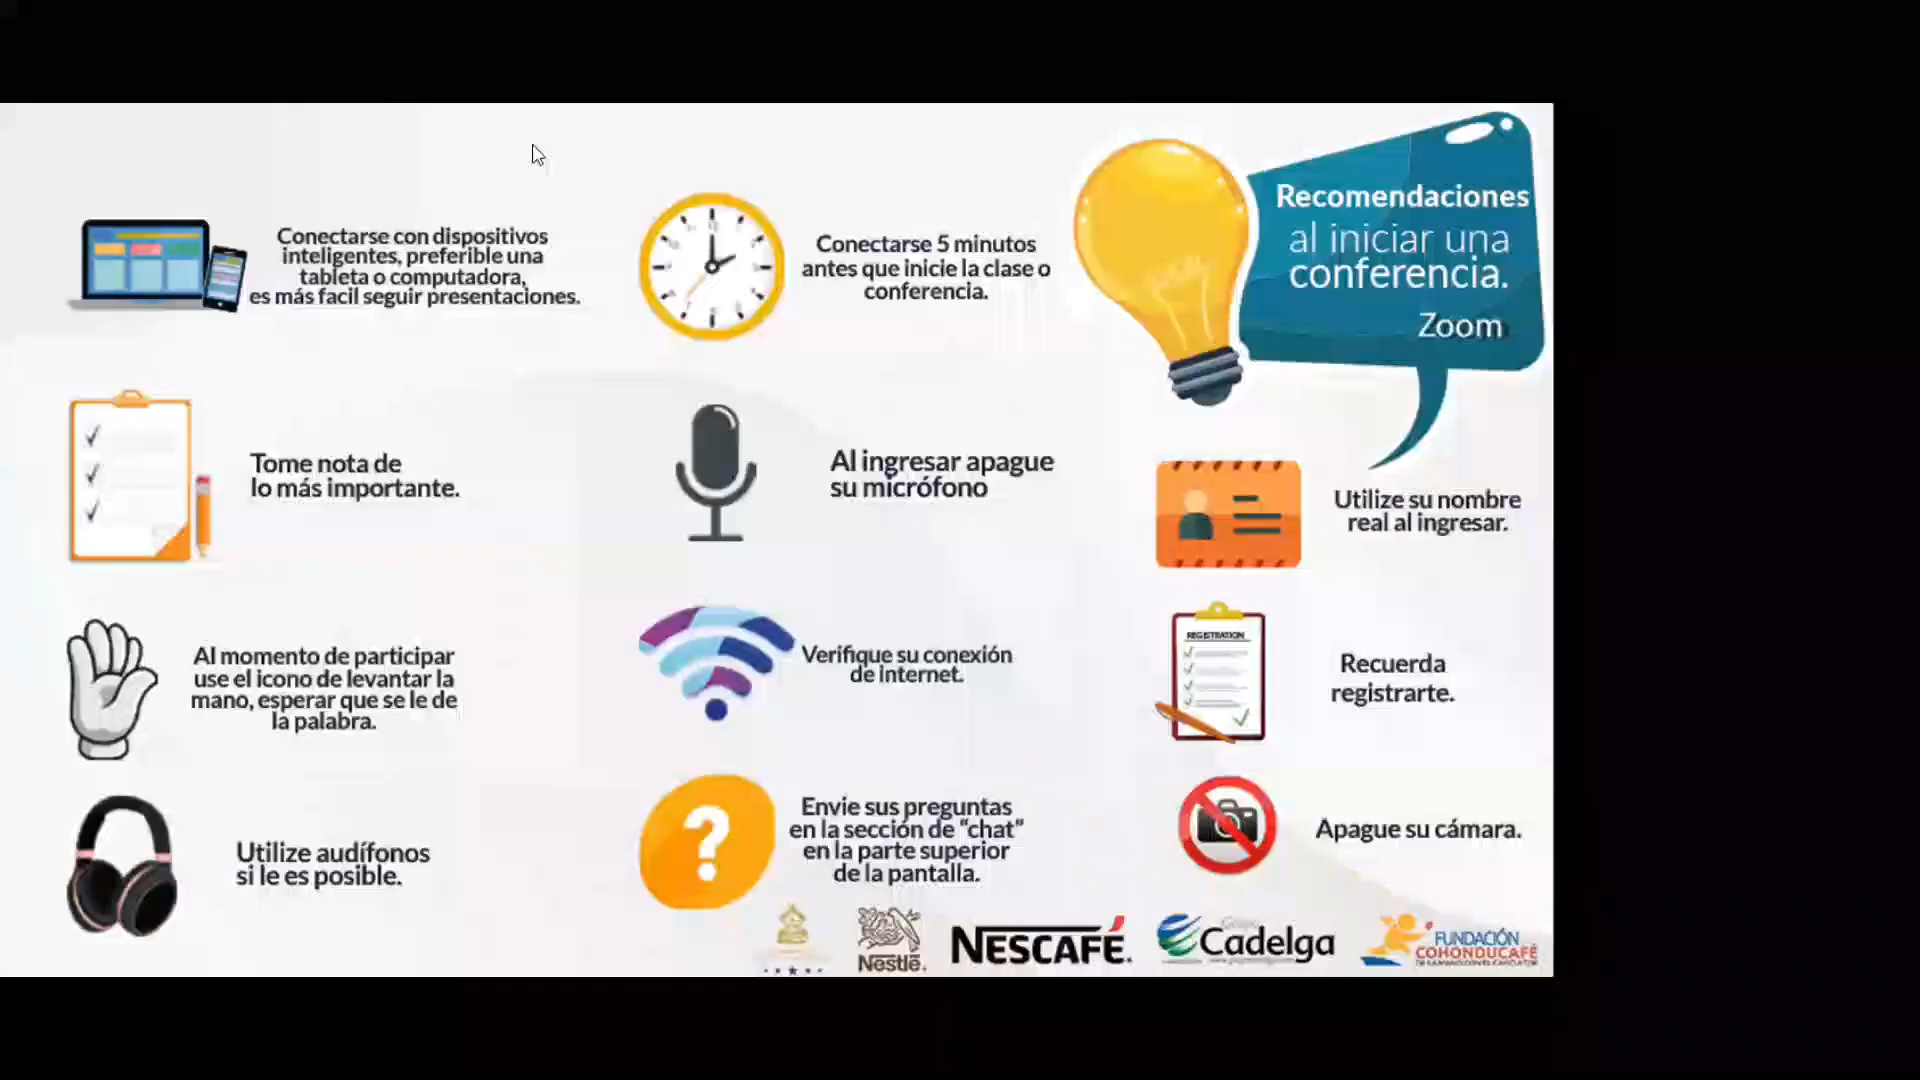 Recomendaciones
al iniciar una
conferencia.
Zoom
Conectarse con dispositivos
inteligentes, preferible una
tableta o computadora,
es más facil seguir presentaciones.
Conectarse 5 minutos
antes que inicie la clase o
conferencia.
Tome nota de
lo más importante.
Al ingresar apague
su micrófono
Utilize su nombre
real al ingresar.
Al momento de participar
use el icono de levantar la
mano, esperar que se le de
la palabra.
Verifique su conexión
de internet.
REGISTRATION
Recuerda
registrarte.
Utilize audífonos
si le es posible.
Envie sus preguntas
en la sección de “chat”
en la parte superior
de la pantalla.
Apague su cámara.
Nestlé.
NESCAFÉ.
Grupo
Cadelga
FUNDACIÓN
COHONDUCAFÉ